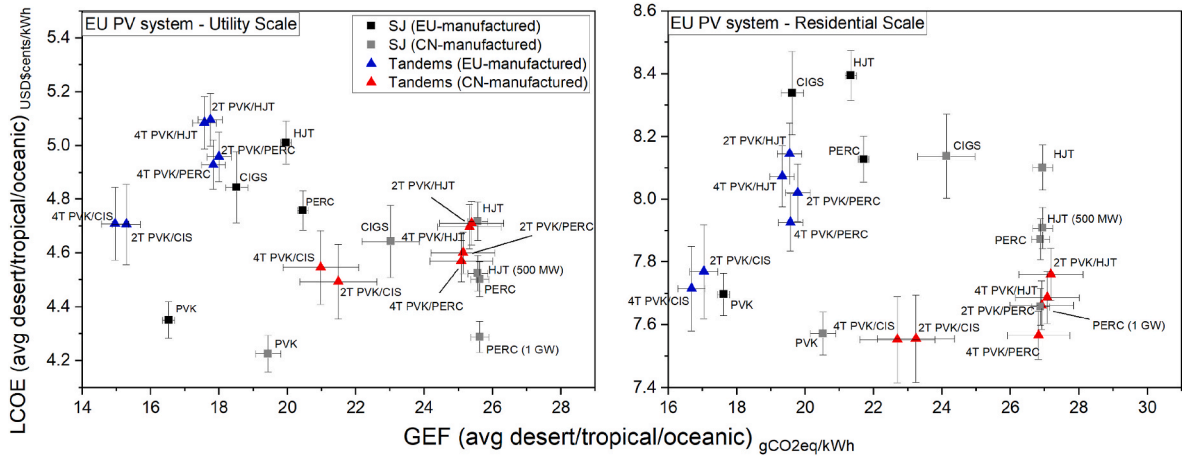 EU PV system - Utility Scale
SJ (EU-manufactured)
SJ (CN-manufactured)
Tandems (EU-manufactured)
Tandems (CN-manufactured)
LCOE (avg desert/tropical/oceanic) USD$cents/kWh
5.4
5.2
5.0
4.8
4.6
4.4
4.2
2T PVK/HJT
4T PVK/HJT
HJT
2T PVK/PERC
4T PVK/PERC
CIGS
PERC
4T PVK/CIS
2T PVK/CIS
2T PVK/HJT
HJT
2T PVK/PERC
CIGS
4T PVK/HJT
4T PVK/CIS
HJT (500 MW)
2T PVK/CIS
PERC
4T PVK/PERC
PVK
PVK
PERC (1 GW)
14
16
18
20
22
24
26
28
EU PV system - Residential Scale
8.6
8.4
8.2
8.0
7.8
7.6
7.4
HJT
CIGS
2T PVK/HJT
PERC
CIGS
HJT
4T PVK/HJT
2T PVK/PERC
4T PVK/PERC
HJT (500 MW)
PERC
2T PVK/CIS
2T PVK/HJT
4T PVK/CIS
PVK
4T PVK/HJT
2T PVK/PERC
PERC (1 GW)
PVK
4T PVK/CIS
2T PVK/CIS
4T PVK/PERC
16
18
20
22
24
26
28
30
GEF (avg desert/tropical/oceanic) gCO2eq/kWh